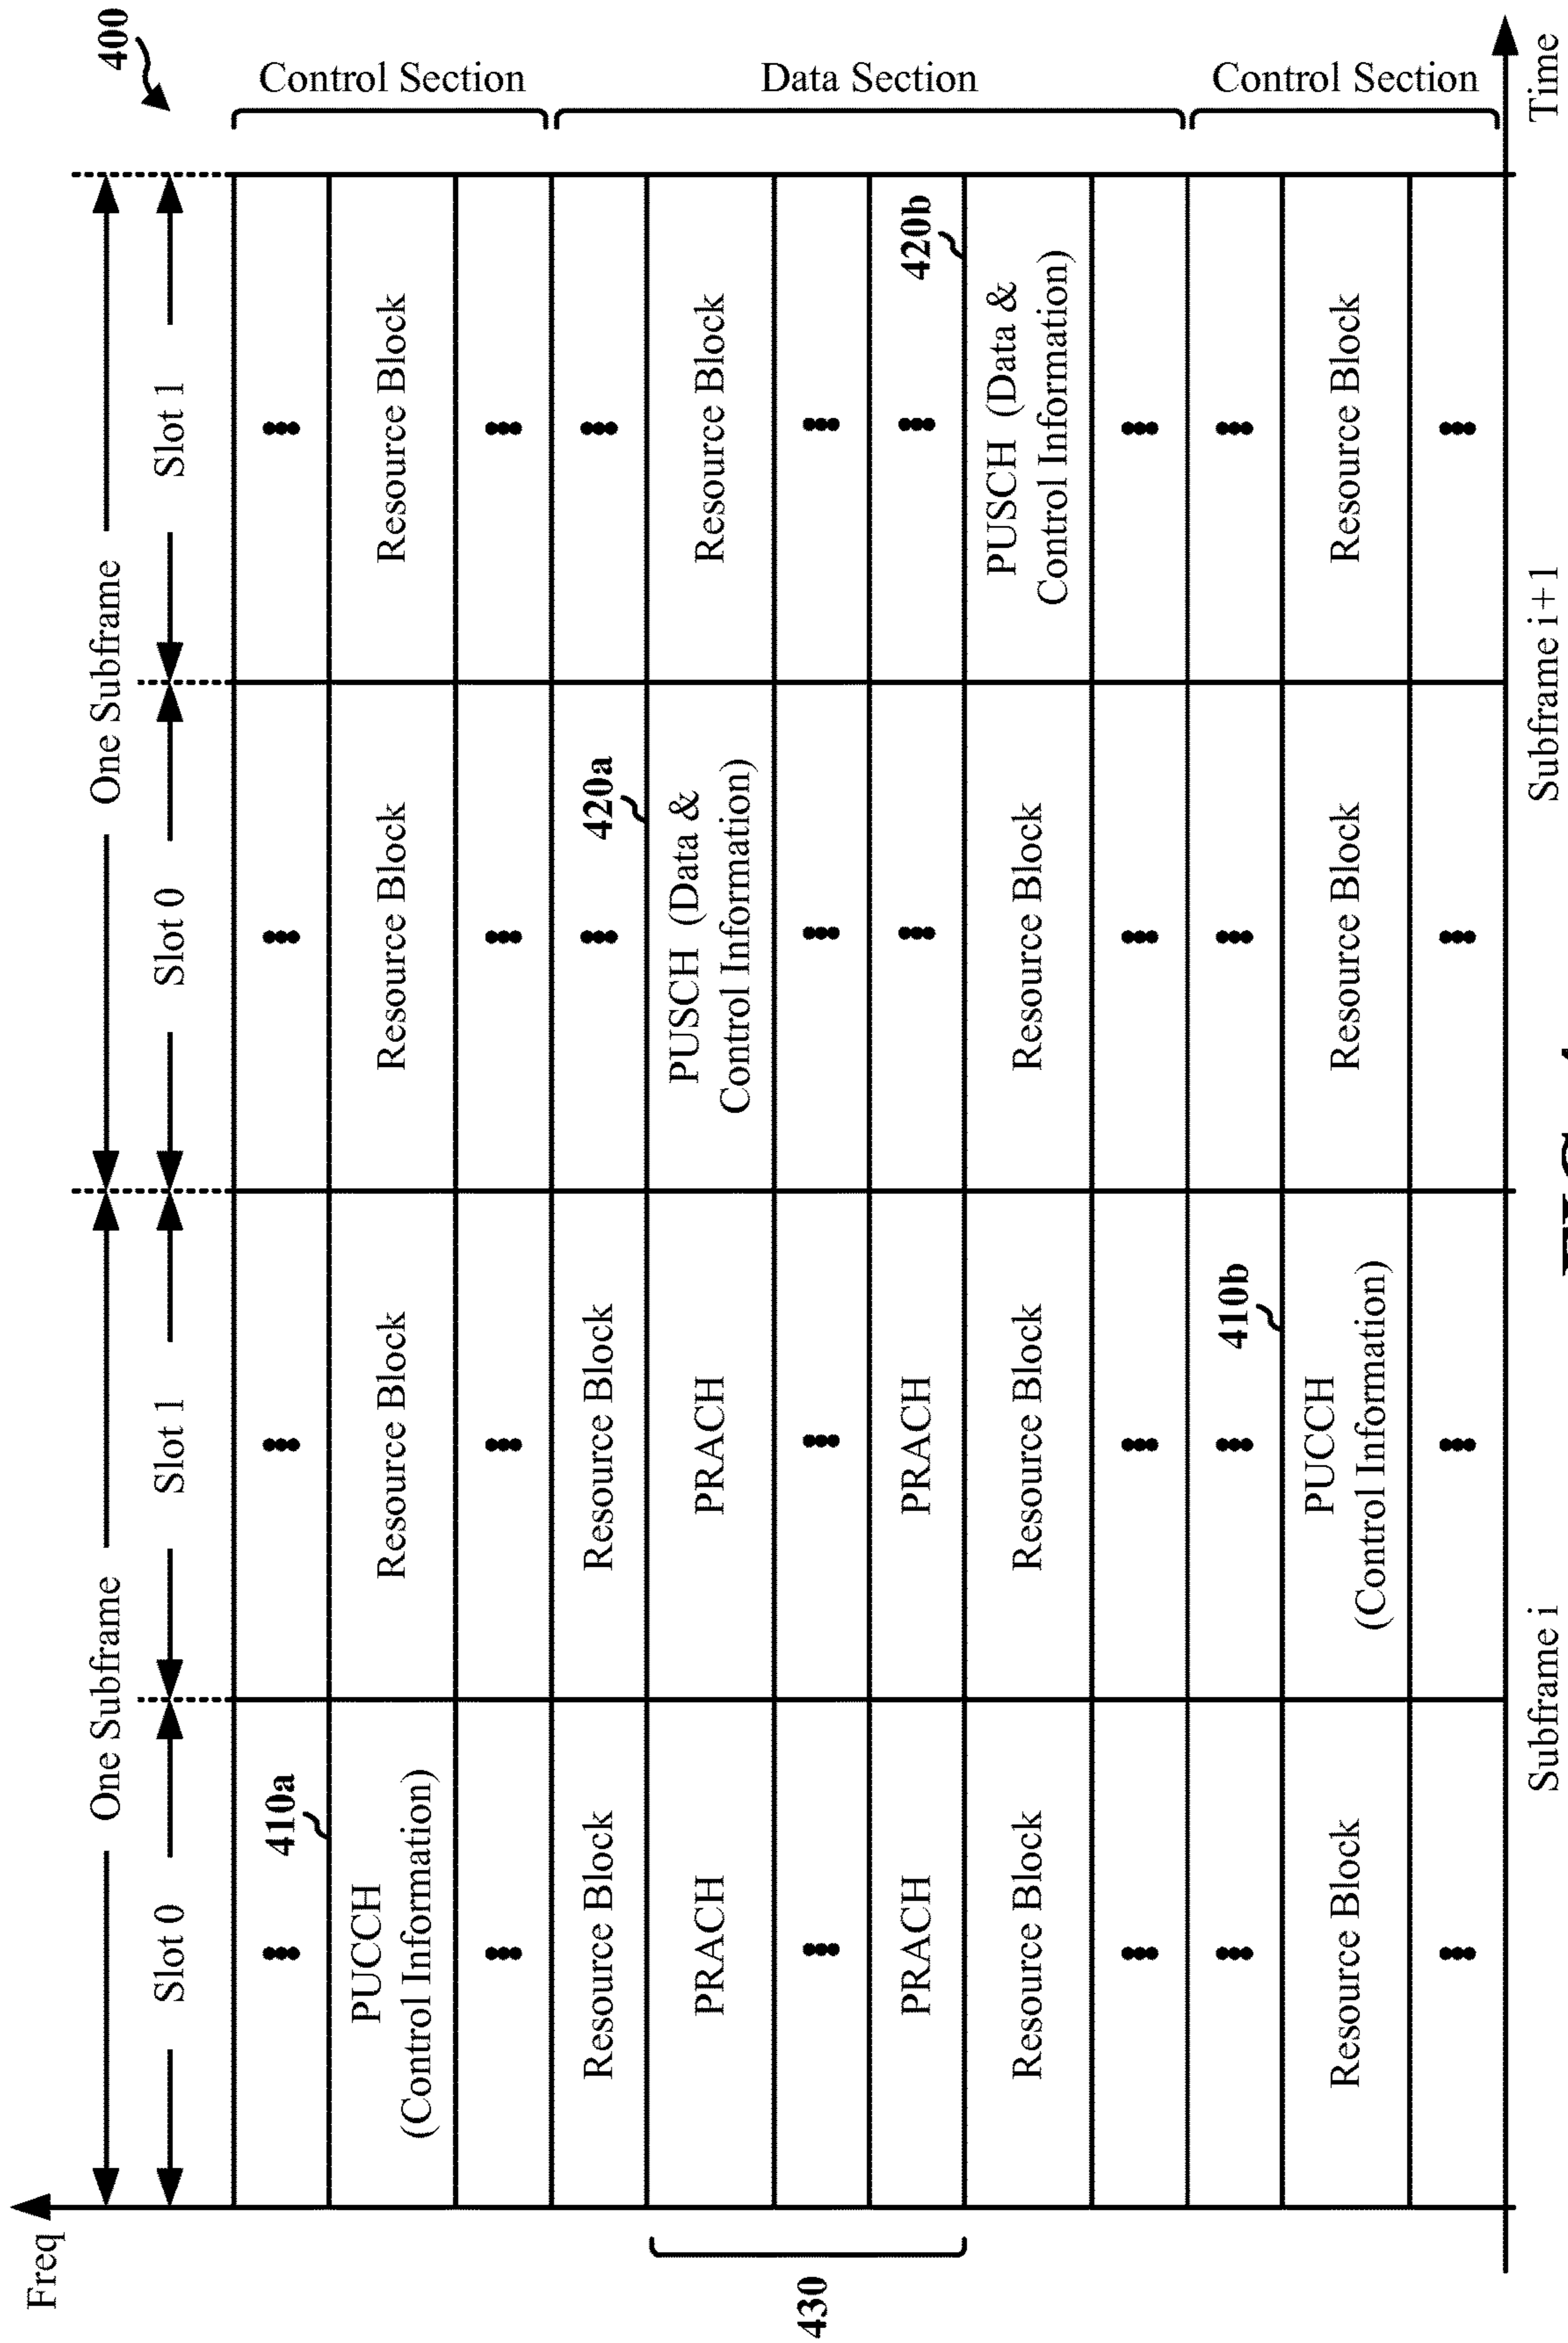 400
One Subframe
One Subframe
Slot 0
Slot 1
Slot 0
Slot 1
Freq
Control Section
Data Section
Control Section
410a
PUCCH
(Control Information)
Resource Block
Resource Block
Resource Block
420a
Resource Block
Resource Block
430
PRACH
PRACH
PUSCH (Data &
Control Information)
Resource Block
420b
PRACH
PRACH
Resource Block
Resource Block
Resource Block
PUSCH (Data &
Control Information)
410b
Resource Block
PUCCH
(Control Information)
Resource Block
Resource Block
Time
Subframe i
Subframe i+1